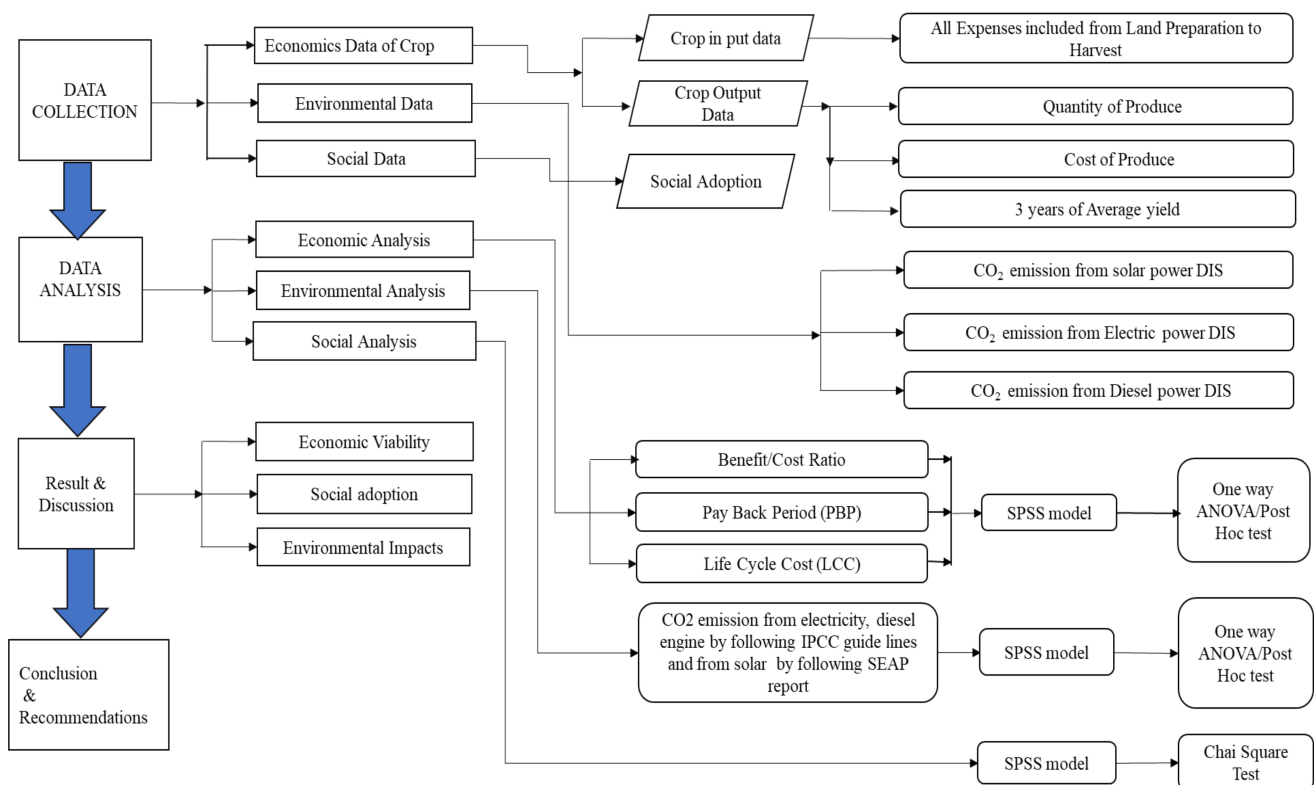 DATA
COLLECTION
Economics Data of Crop
Environmental Data
Social Data
Crop in put data
Crop Output
Data
Social Adoption
All Expenses included from Land Preparation to
Harvest
Quantity of Produce
Cost of Produce
3 years of Average yield
DATA
ANALYSIS
Economic Analysis
Environmental Analysis
Social Analysis
CO₂ emission from solar power DIS
CO₂ emission from Electric power DIS
CO₂ emission from Diesel power DIS
Result &
Discussion
Economic Viability
Social adoption
Environmental Impacts
Benefit/Cost Ratio
Pay Back Period (PBP)
Life Cycle Cost (LCC)
SPSS model
One way
ANOVA/Post
Hoc test
CO2 emission from electricity, diesel
engine by following IPCC guide lines
and from solar by following SEAP
report
SPSS model
One way
ANOVA/Post
Hoc test
Conclusion
&
Recommendations
SPSS model
Chai Square
Test